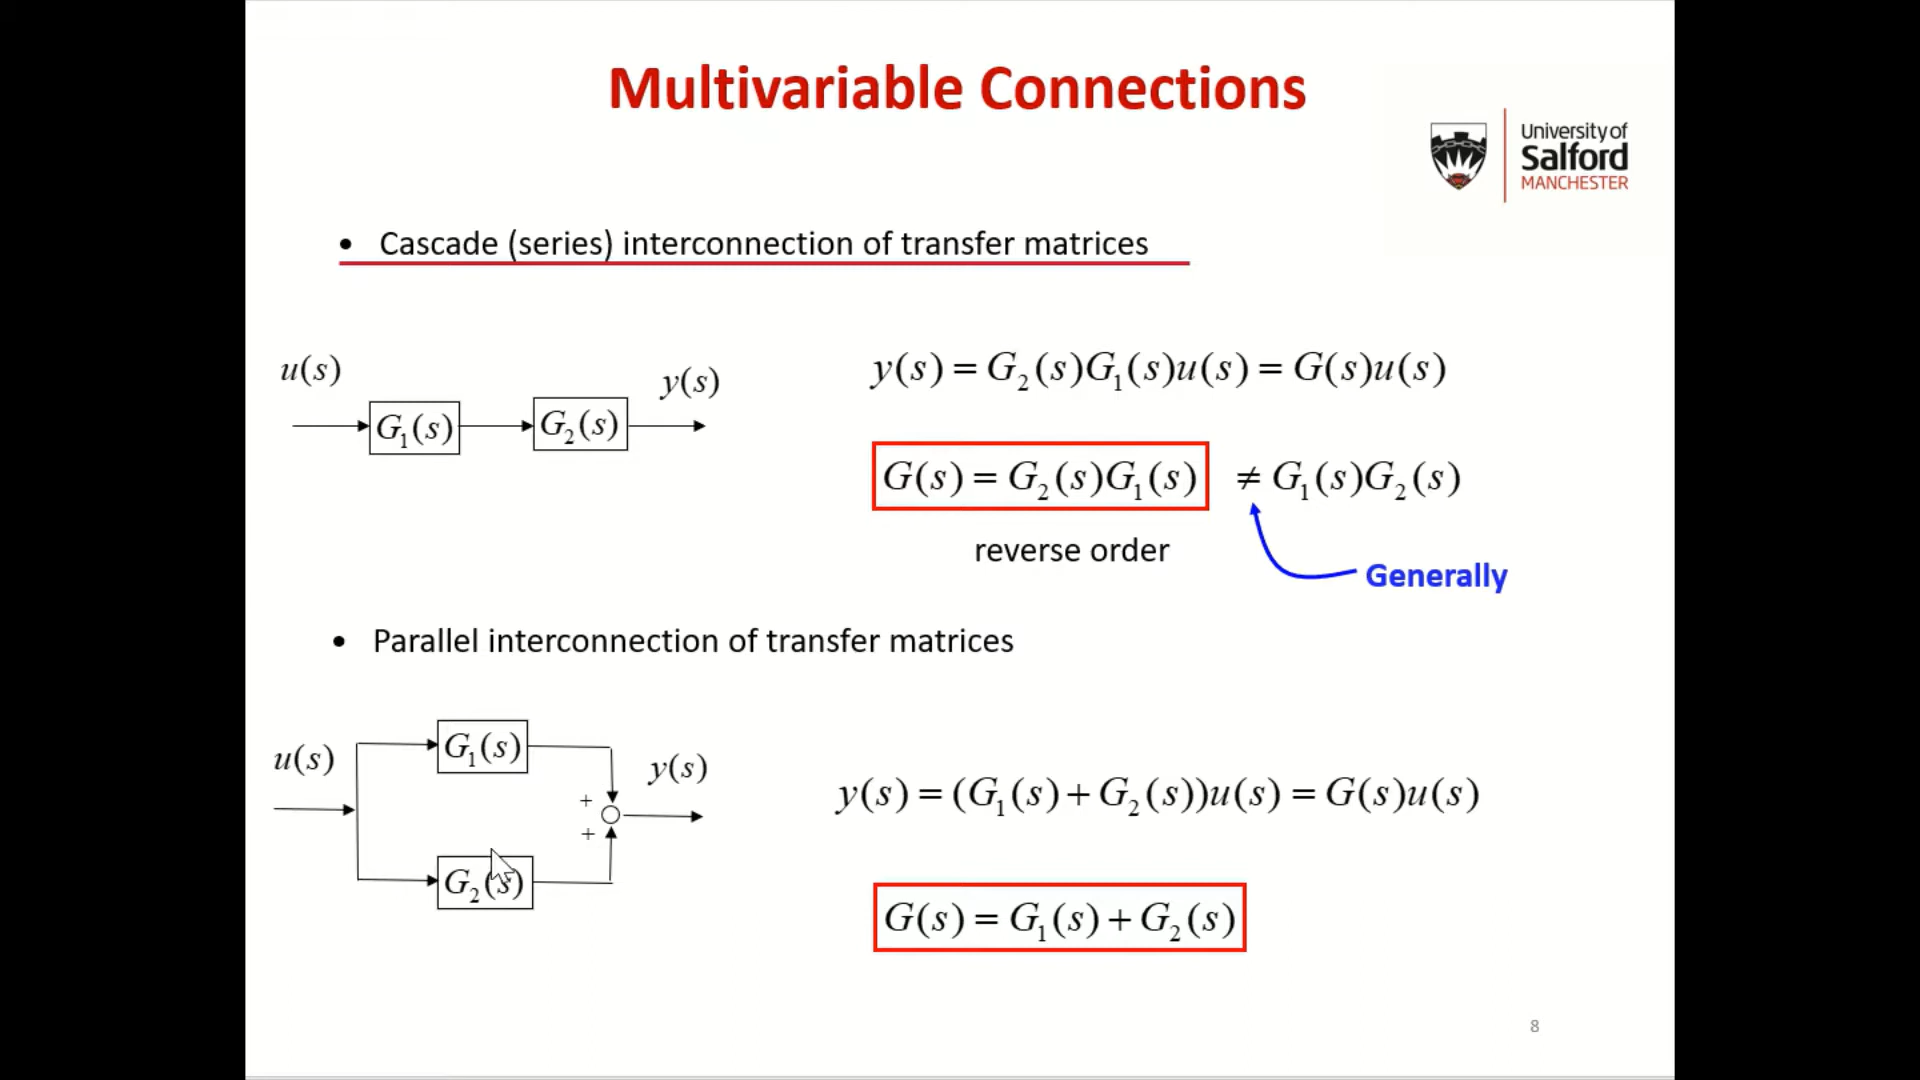 Multivariable Connections
University of
Salford
MANCHESTER
• Cascade (series) interconnection of transfer matrices
u(s)
G₁(s)
G₂(s)
y(s)
y(s) = G₂(s)G₁(s)u(s) = G(s)u(s)
G(s) = G₂(s)G₁(s) ≠ G₁(s)G₂(s)
reverse order
Generally
• Parallel interconnection of transfer matrices
u(s)
G₁(s)
G₂(s)
+
+
y(s)
y(s) = (G₁(s) + G₂(s))u(s) = G(s)u(s)
G(s) = G₁(s) + G₂(s)
8